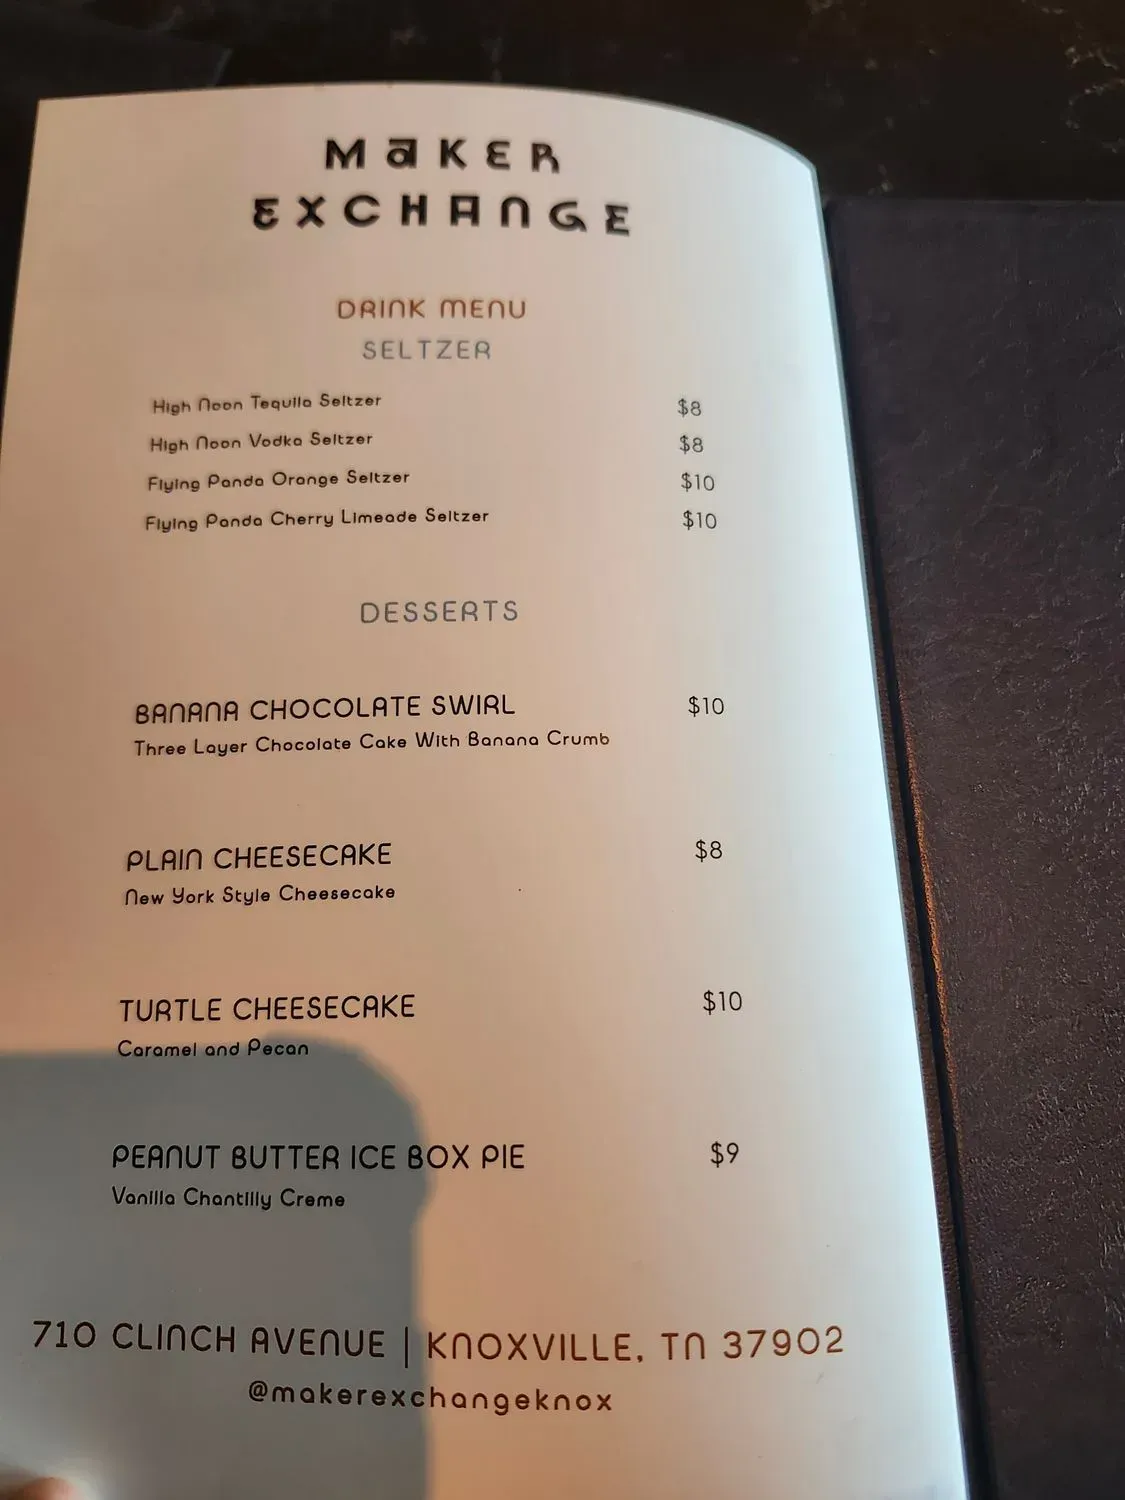 MaKER
EXCHANGE
DRINK MENU
SELTZER
High Noon Tequila Seltzer $8
High Noon Vodka Seltzer $8
Flying Panda Orange Seltzer $10
Flying Panda Cherry Limeade Seltzer $10
DESSERTS
BANANA CHOCOLATE SWIRL $10
Three Layer Chocolate Cake With Banana Crumb
PLAIN CHEESECAKE $8
New York Style Cheesecake
TURTLE CHEESECAKE $10
Caramel and Pecan
PEANUT BUTTER ICE BOX PIE $9
Vanilla Chantilly Creme
710 CLINCH AVENUE | KNOXVILLE, TN 37902
@makerexchangeknox